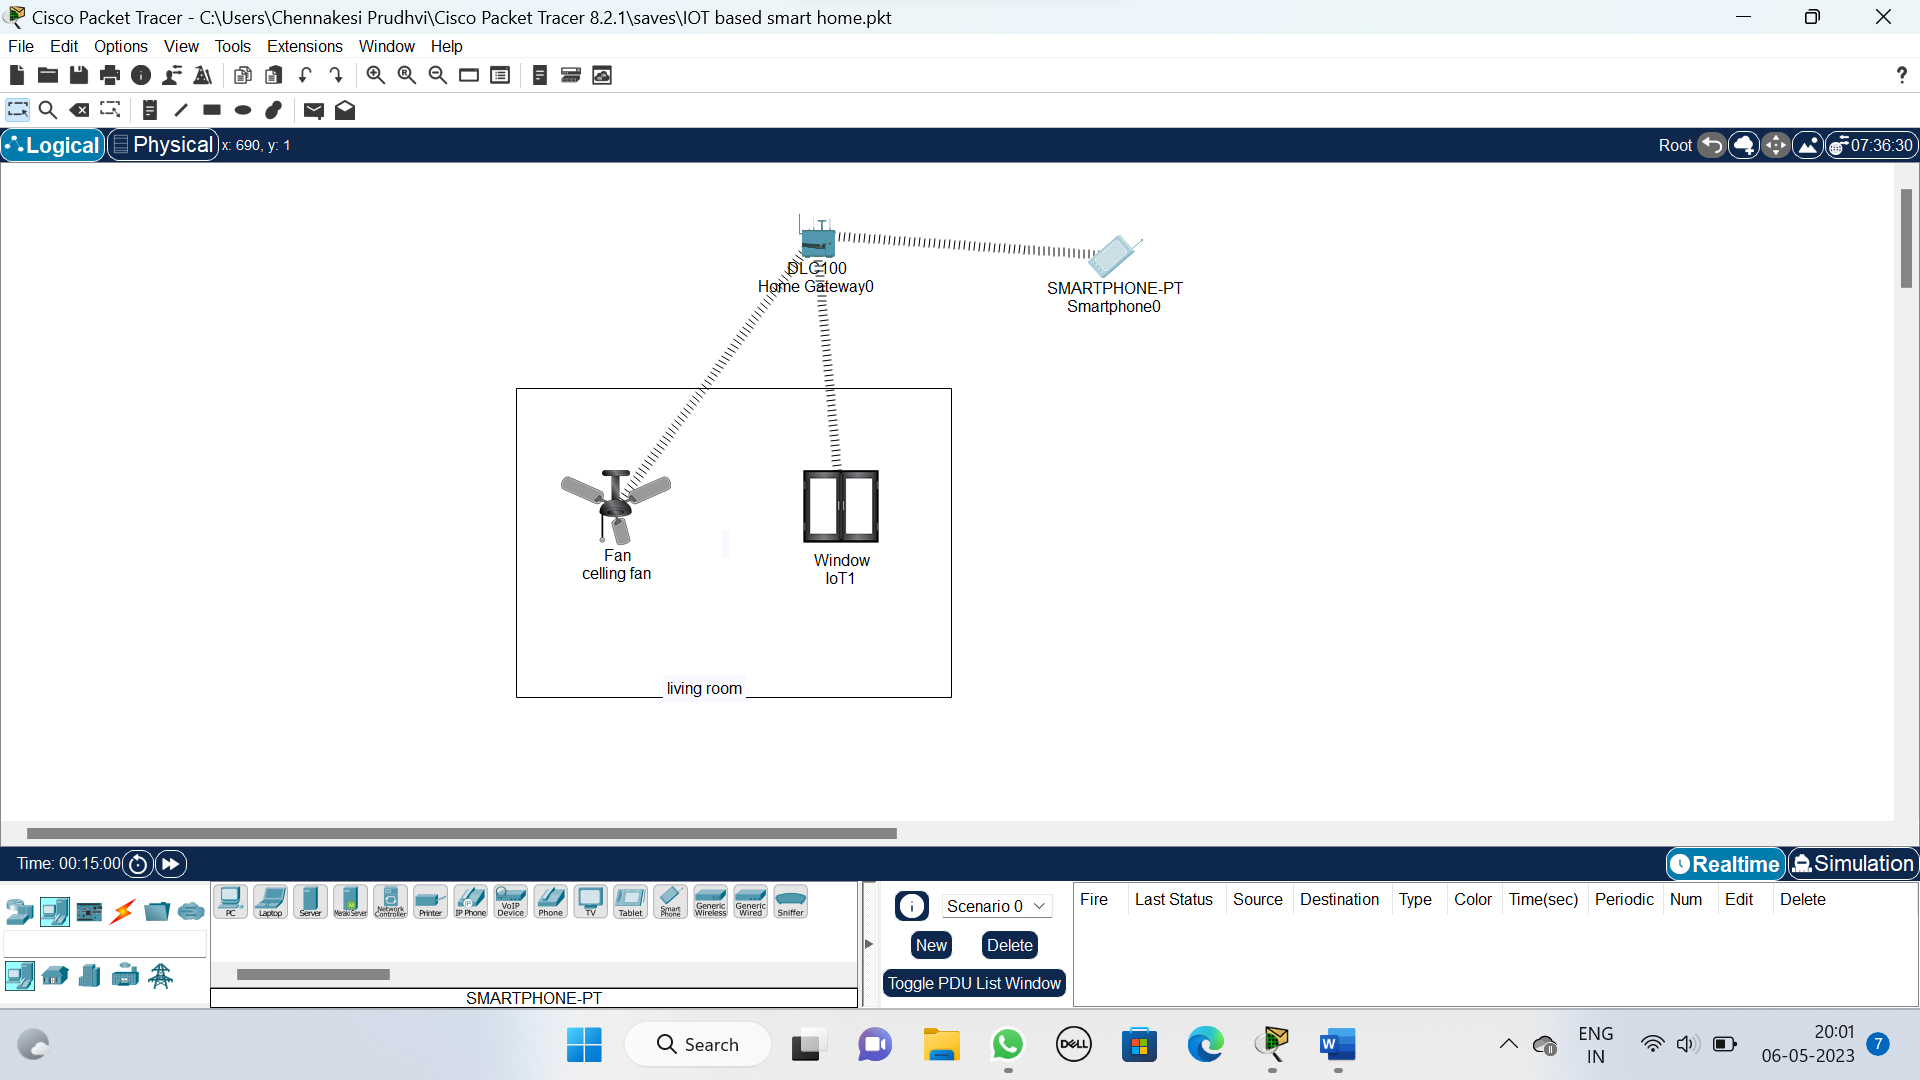 Cisco Packet Tracer - C:\Users\Chennakesi Prudhvi\Cisco Packet Tracer 8.2.1\saves\IOT based smart home.pkt
File Edit Options View Tools Extensions Window Help
?
Logical Physical x: 690, y: 1 Root 07:36:30
DLC100
Home Gateway0
SMARTPHONE-PT
Smartphone0
Fan
celling fan
Window
IoT1
living room
Time: 00:15:00 Realtime Simulation
PC Laptop Server Meraki Server Network Controller Printer IP Phone VoIP Device Phone TV Tablet Smart Phone Generic Wireless Generic Wired Sniffer
SMARTPHONE-PT
Scenario 0
New Delete
Toggle PDU List Window
Fire Last Status Source Destination Type Color Time(sec) Periodic Num Edit Delete
Search
DELL
W
ENG
IN
20:01
06-05-2023
7